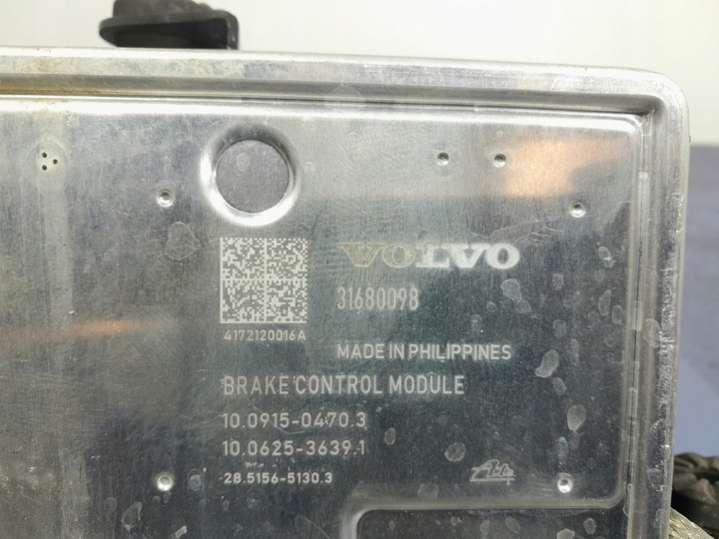 VOLVO
31680098
4172120016A
MADE IN PHILIPPINES
BRAKE CONTROL MODULE
10.0915-0470.3
10.0625-3639.1
28.5156-5130.3
Ate